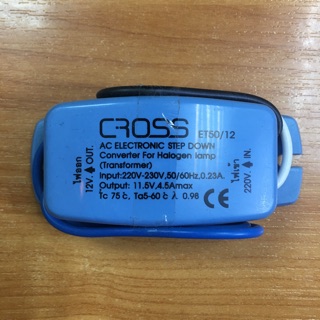 CROSS
ET50/12
AC ELECTRONIC STEP DOWN
Converter For Halogen lamp
(Transformer)
Input:220V-230V,50/60Hz,0.23A.
Output: 11.5V,4.5Amax
Tc 75 c, Ta5-60 c λ 0.98
ไฟออก
12V. OUT.
ไฟเข้า
220V. IN.